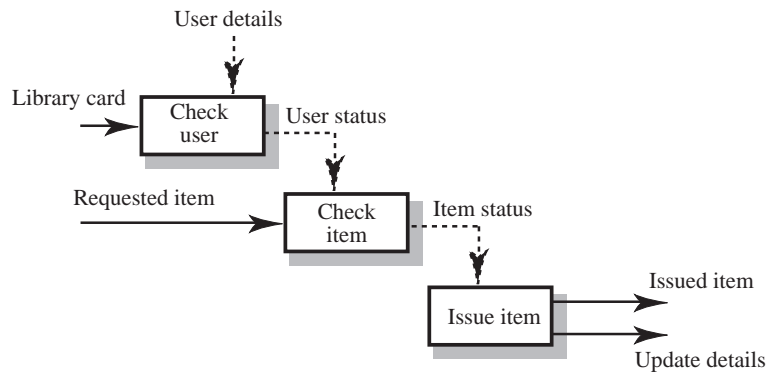 User details
Library card
Check
user
User status
Requested item
Check
item
Item status
Issue item
Issued item
Update details